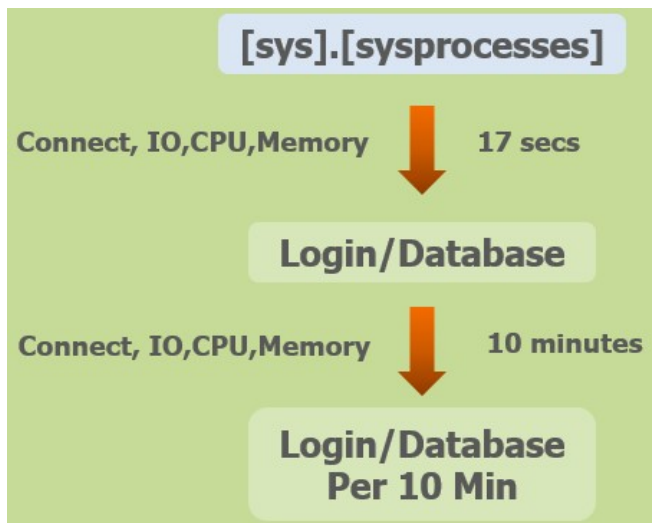 [sys].[sysprocesses]
Connect, IO,CPU,Memory
17 secs
Login/Database
Connect, IO,CPU,Memory
10 minutes
Login/Database
Per 10 Min